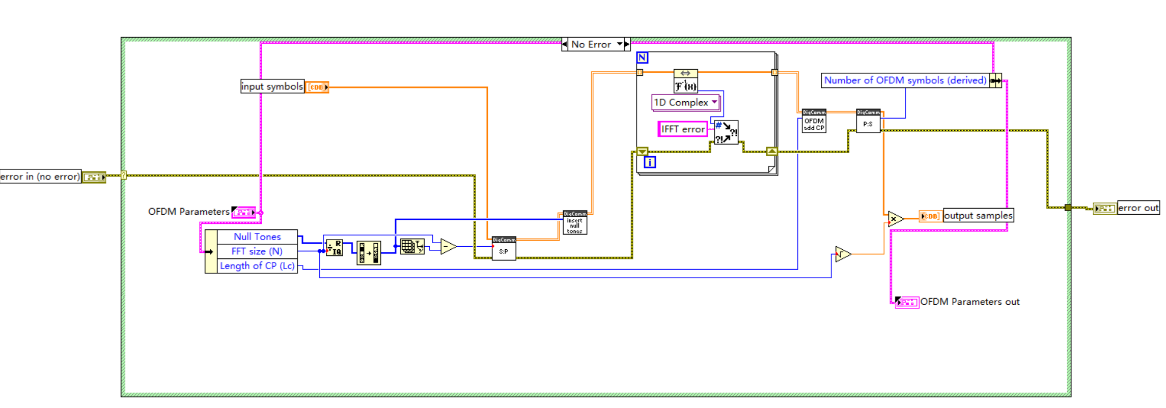 No Error
N
input symbols
Number of OFDM symbols (derived)
1D Complex
OFDM
add CP
P:S
IFFT error
#
?!
?!
i
error in (no error)
OFDM Parameters
insert
null
tones
output samples
error out
Null Tones
FFT size (N)
Length of CP (Lc)
R
IQ
S:P
OFDM Parameters out